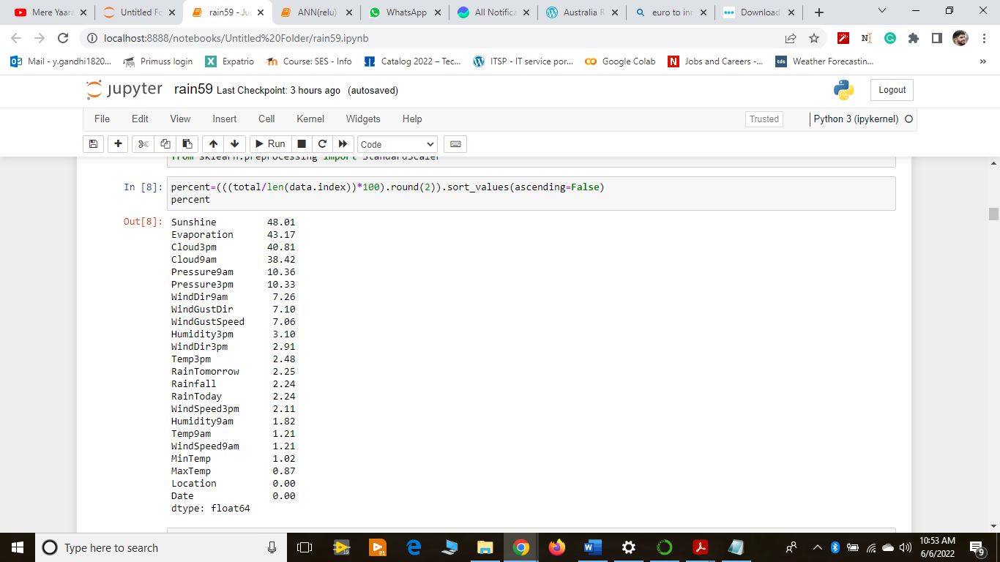 Mere Yaara
Untitled Fo
rain59 - Ju
ANN(relu)
WhatsApp
All Notifica
Australia R
euro to inr
Download
localhost:8888/notebooks/Untitled%20Folder/rain59.ipynb
Mail - y.gandhi1820...
Primuss login
Expatrio
Course: SES - Info
Catalog 2022 – Tec...
ITSP - IT service por...
Google Colab
Jobs and Careers -...
Weather Forecastin...
»
jupyter rain59 Last Checkpoint: 3 hours ago (autosaved)
Logout
File Edit View Insert Cell Kernel Widgets Help
Trusted
Python 3 (ipykernel)
Run
Code
from sklearn.preprocessing import StandardScaler
In [8]: percent=(((total/len(data.index))*100).round(2)).sort_values(ascending=False)
percent
Out[8]: Sunshine 48.01
Evaporation 43.17
Cloud3pm 40.81
Cloud9am 38.42
Pressure9am 10.36
Pressure3pm 10.33
WindDir9am 7.26
WindGustDir 7.10
WindGustSpeed 7.06
Humidity3pm 3.10
WindDir3pm 2.91
Temp3pm 2.48
RainTomorrow 2.25
Rainfall 2.24
RainToday 2.24
WindSpeed3pm 2.11
Humidity9am 1.82
Temp9am 1.21
WindSpeed9am 1.21
MinTemp 1.02
MaxTemp 0.87
Location 0.00
Date 0.00
dtype: float64
Type here to search
10:53 AM
6/6/2022
9